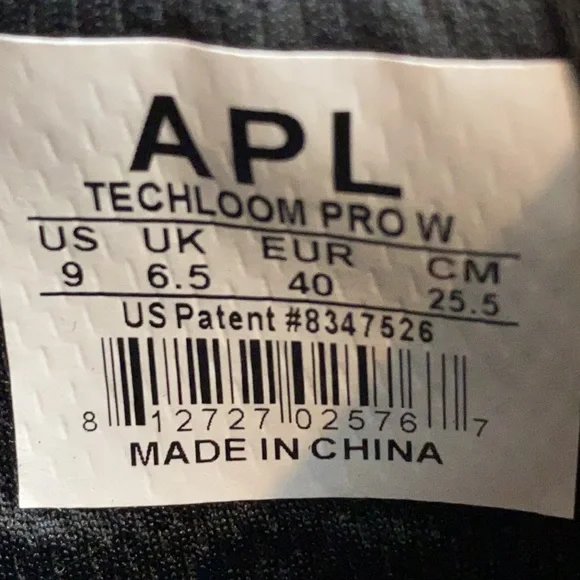 APL
TECHLOOM PRO W
US UK EUR CM
9 6.5 40 25.5
US Patent #8347526
8 12727 02576 7
MADE IN CHINA